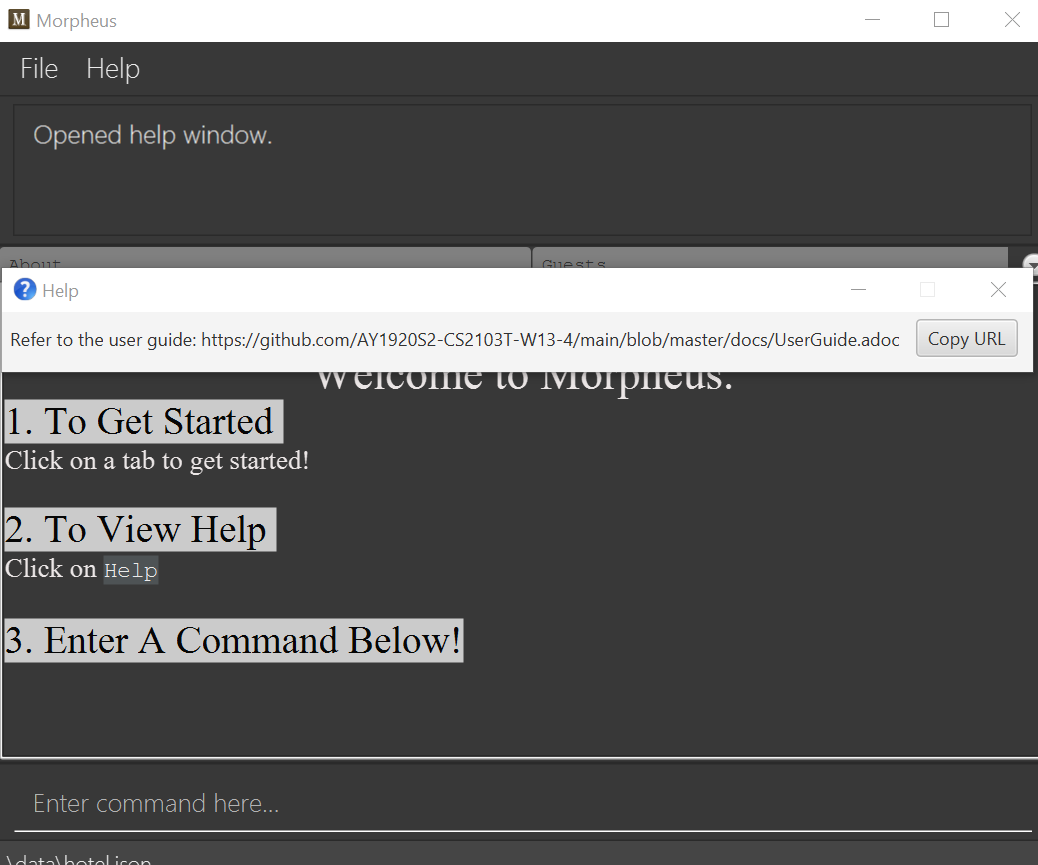 M Morpheus
File Help
Opened help window.
About Guests
? Help
Refer to the user guide: https://github.com/AY1920S2-CS2103T-W13-4/main/blob/master/docs/UserGuide.adoc Copy URL
Welcome to Morpheus.
1. To Get Started
Click on a tab to get started!
2. To View Help
Click on Help
3. Enter A Command Below!
Enter command here...
\data\hotel.json